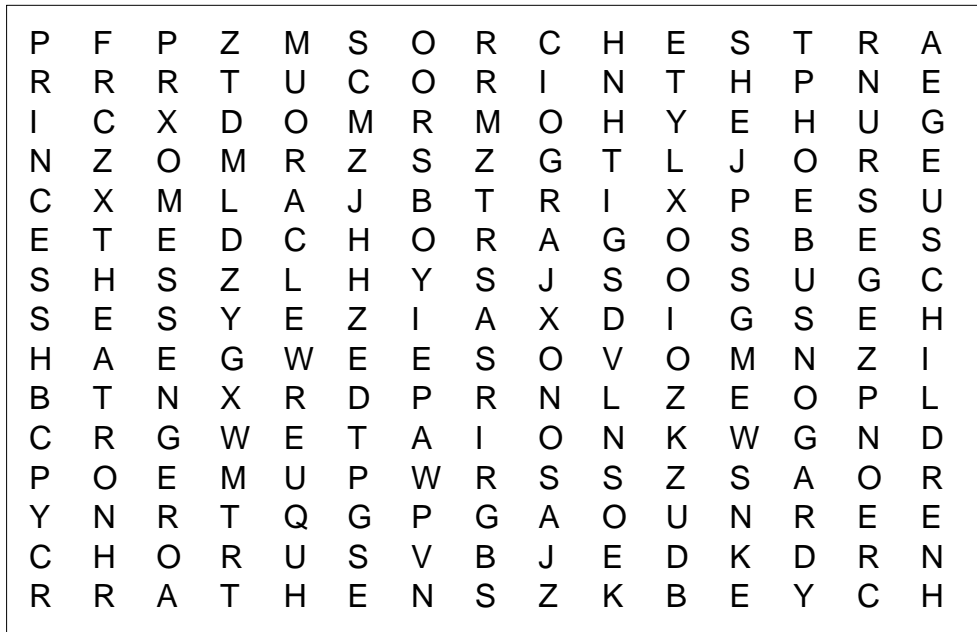 P F P Z M S O R C H E S T R A
R R R T U C O R I N T H P N E
I C X D O M R M O H Y E H U G
N Z O M R Z S Z G T L J O R E
C X M L A J B T R I X P E S U
E T E D C H O R A G O S B E S
S H S Z L H Y S J S O S U G C
S E S Y E Z I A X D I G S E H
H A E G W E E S O V O M N Z I
B T N X R D P R N L Z E O P L
C R G W E T A I O N K W G N D
P O E M U P W R S S Z S A O R
Y N R T Q G P G A O U N R E E
C H O R U S V B J E D K D R N
R R A T H E N S Z K B E Y C H